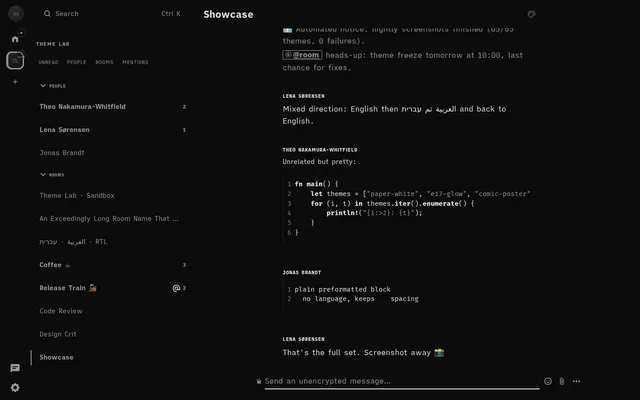 Search
Ctrl K
Showcase
THEME LAB
UNREAD PEOPLE ROOMS MENTIONS
PEOPLE
Theo Nakamura-Whitfield 2
Lena Sørensen 1
Jonas Brandt
ROOMS
Theme Lab · Sandbox
An Exceedingly Long Room Name That ...
עברית · العربية · RTL
Coffee ☕ 3
Release Train 🚂 @ 2
Code Review
Design Crit
Showcase
Automated notice: nightly screenshots finished (65/65
themes, 0 failures).
@room heads-up: theme freeze tomorrow at 10:00, last
chance for fixes.
LENA SØRENSEN
Mixed direction: English then עברית ثم العربية and back to
English.
THEO NAKAMURA-WHITFIELD
Unrelated but pretty:
1 fn main() {
2     let themes = ["paper-white", "e17-glow", "comic-poster"
3     for (i, t) in themes.iter().enumerate() {
4         println!("{i:>2}: {t}");
5     }
6 }
JONAS BRANDT
1 plain preformatted block
2   no language, keeps    spacing
LENA SØRENSEN
That's the full set. Screenshot away 📸
Send an unencrypted message...